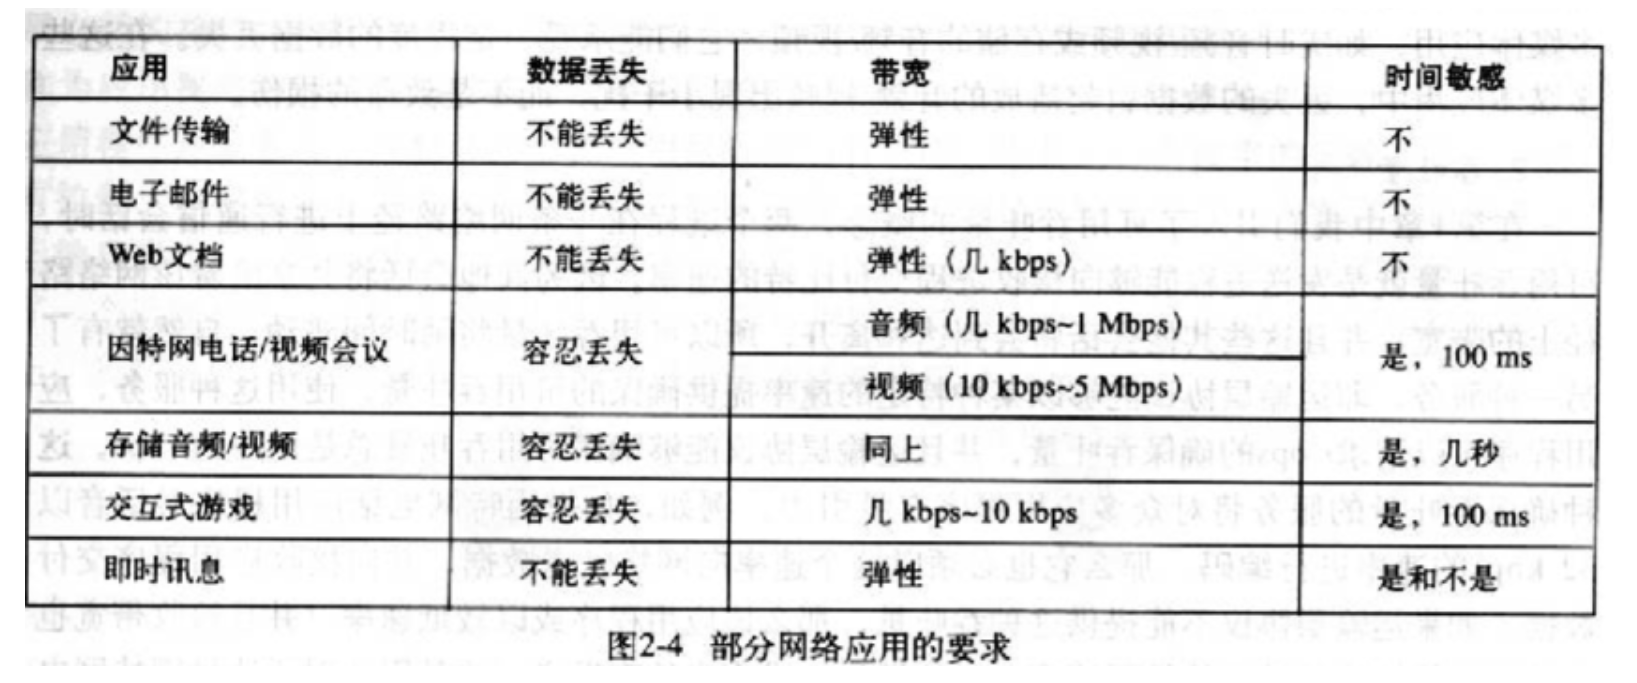 应用 数据丢失 带宽 时间敏感
文件传输 不能丢失 弹性 不
电子邮件 不能丢失 弹性 不
Web文档 不能丢失 弹性（几 kbps） 不
因特网电话/视频会议 容忍丢失 音频（几 kbps~1 Mbps） 是，100 ms
视频（10 kbps~5 Mbps）
存储音频/视频 容忍丢失 同上 是，几秒
交互式游戏 容忍丢失 几 kbps~10 kbps 是，100 ms
即时讯息 不能丢失 弹性 是和不是
图2-4 部分网络应用的要求